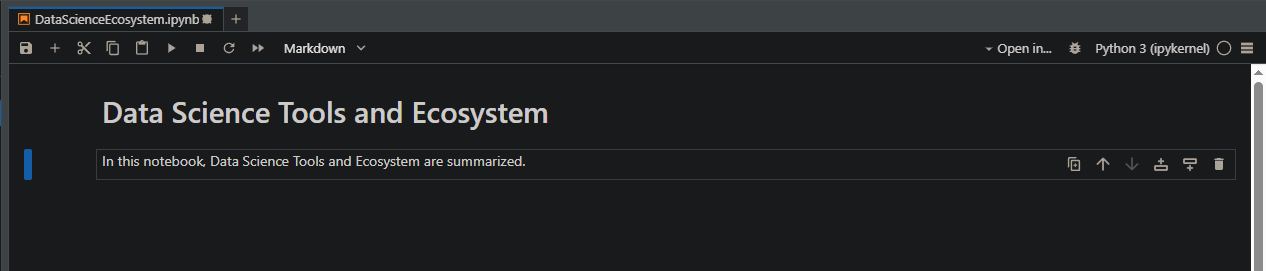 DataScienceEcosystem.ipynb
Markdown
Open in...
Python 3 (ipykernel)
Data Science Tools and Ecosystem
In this notebook, Data Science Tools and Ecosystem are summarized.